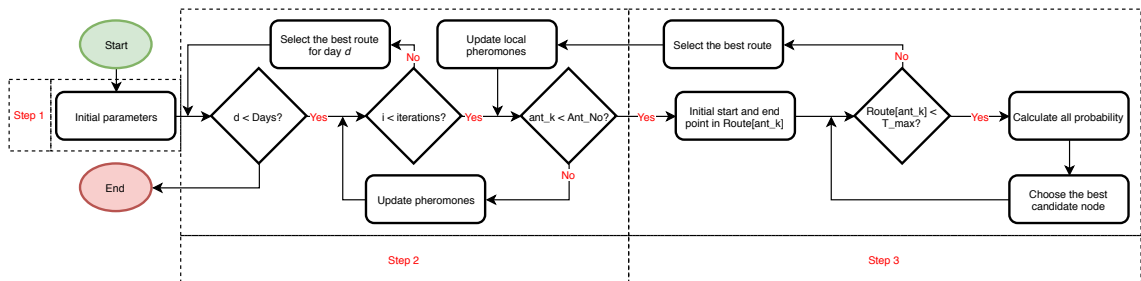 Start
Select the best route
for day d
Update local
pheromones
Select the best route
No
No
Step 1
Initial parameters
d < Days?
Yes
i < iterations?
Yes
ant_k < Ant_No?
Yes
Initial start and end
point in Route[ant_k]
Route[ant_k] <
T_max?
Yes
Calculate all probability
No
End
Update pheromones
Choose the best
candidate node
Step 2
Step 3